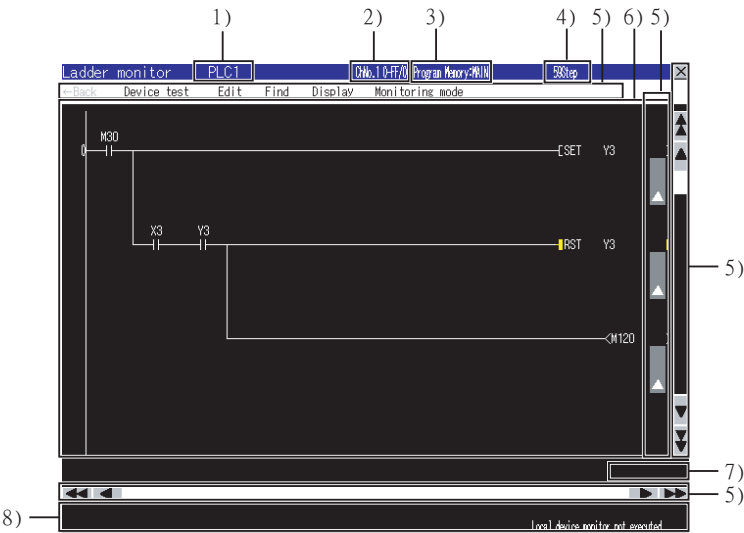 1) 2) 3) 4) 5) 6) 5)
Ladder monitor PLC1 ChNo.1 0-FF/0 Program Memory:MAIN 59Step
←Back Device test Edit Find Display Monitoring mode
M30
0 [SET Y3 ]
X3 Y3
RST Y3
5)
M120
7)
5)
8)
Local device monitor not executed